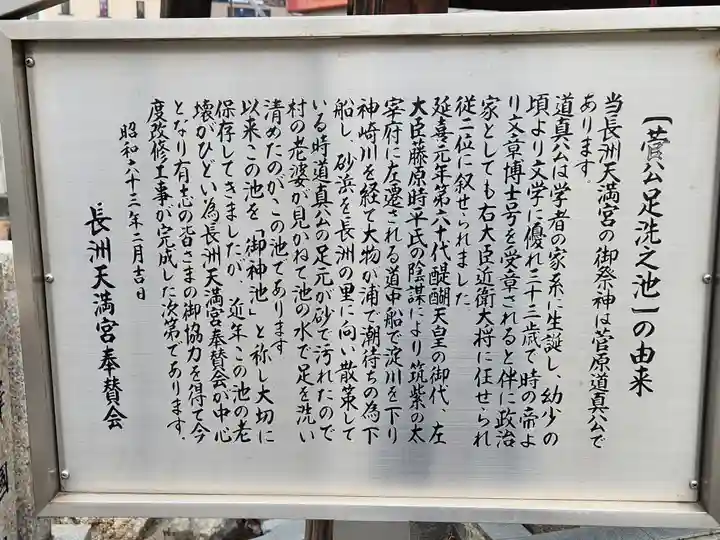 【菅公足洗之池】の由来
当長洲天満宮の御祭神は菅原道真公で
あります。
道真公は学者の家系に生誕し、幼少の
頃より文学に優れ三十三歳で時の帝よ
り文章博士号を受章されると伴に政治
家としても右大臣近衛大将に任せられ
従二位に叙せられました。
延喜元年第六十代醍醐天皇の御代、左
大臣藤原時平氏の陰謀により筑紫の太
宰府に左遷される道中船で淀川を下り
神崎川を経て大物が浦で潮待ちの為下
船し、砂浜を長洲の里に向い散策して
いる時道真公の足元が砂で汚れたので
村の老婆が見かねて池の水で足を洗い
清めたのがこの池であります
以来この池を「御神池」と称し大切に
保存してきましたが、近年この池の老
壊がひどい為長洲天満宮奉賛会が中心
となり有志の皆さまの御協力を得て今
度改修工事が完成した次第であります。
昭和六十三年二月吉日
長洲天満宮奉賛会